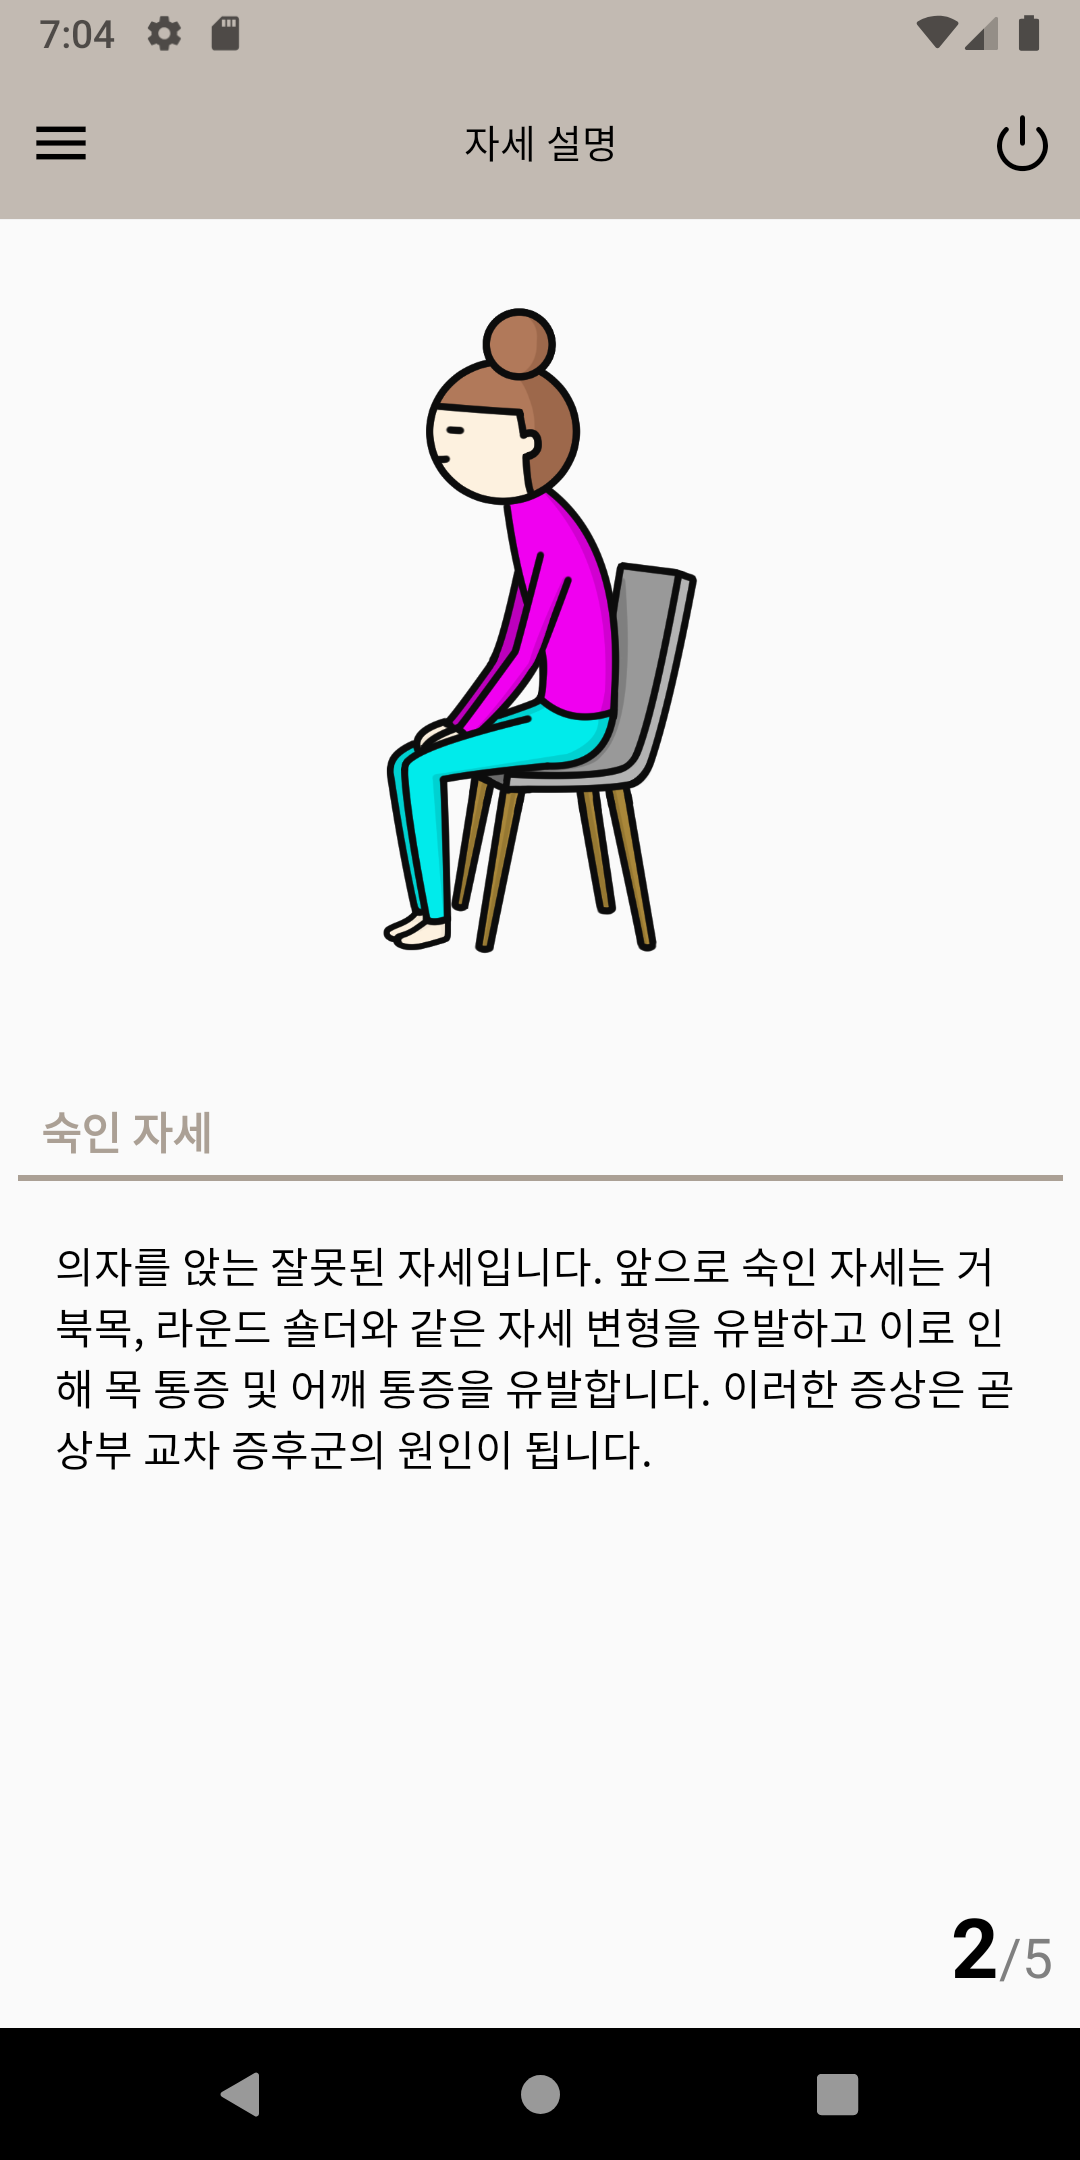 7:04
자세 설명
숙인 자세
의자를 앉는 잘못된 자세입니다. 앞으로 숙인 자세는 거
북목, 라운드 숄더와 같은 자세 변형을 유발하고 이로 인
해 목 통증 및 어깨 통증을 유발합니다. 이러한 증상은 곧
상부 교차 증후군의 원인이 됩니다.
2/5